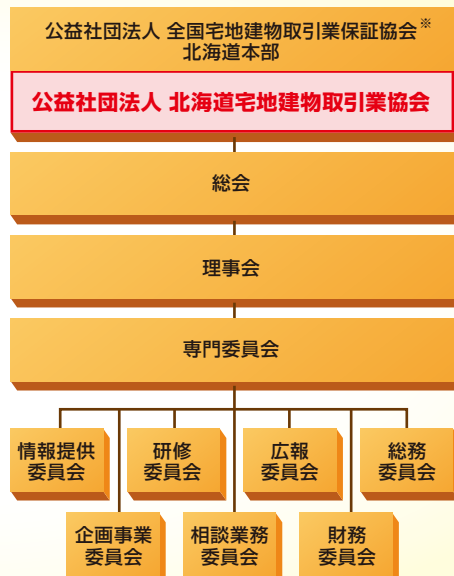 公益社団法人 全国宅地建物取引業保証協会※
北海道本部
公益社団法人 北海道宅地建物取引業協会
総会
理事会
専門委員会
情報提供
委員会
研修
委員会
広報
委員会
総務
委員会
企画事業
委員会
相談業務
委員会
財務
委員会